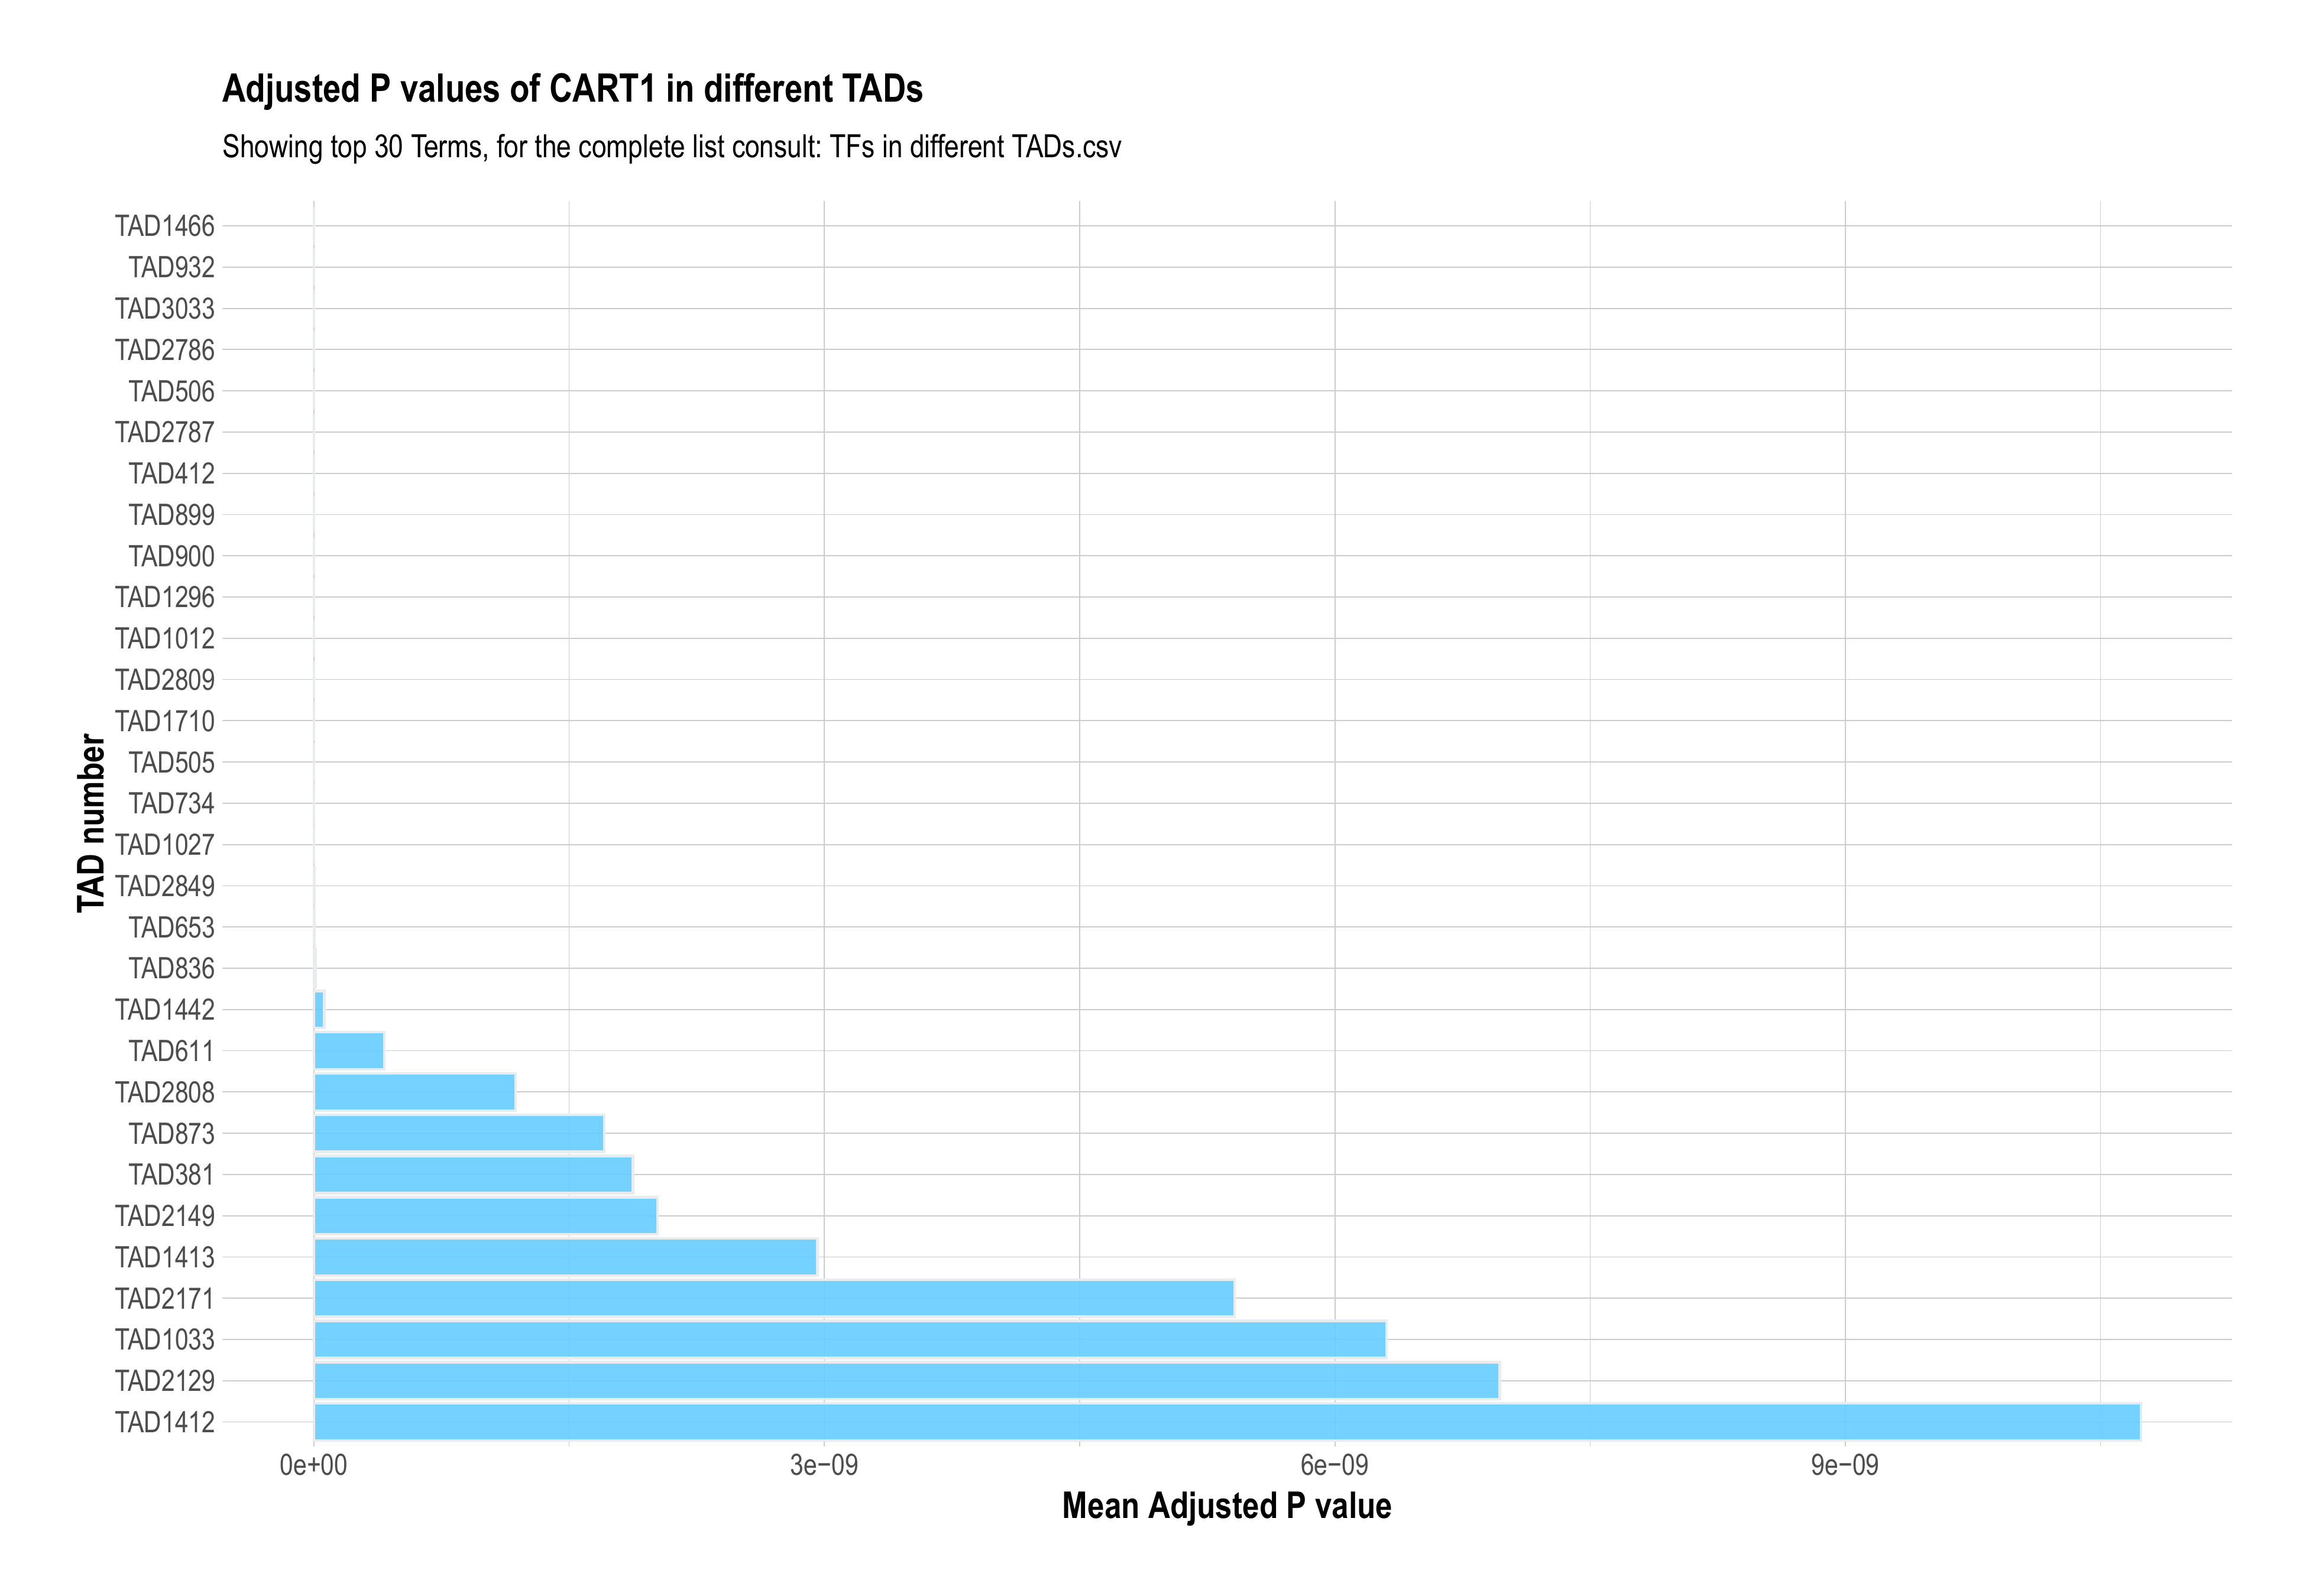 Adjusted P values of CART1 in different TADs
Showing top 30 Terms, for the complete list consult: TFs in different TADs.csv
TAD number
TAD1466
TAD932
TAD3033
TAD2786
TAD506
TAD2787
TAD412
TAD899
TAD900
TAD1296
TAD1012
TAD2809
TAD1710
TAD505
TAD734
TAD1027
TAD2849
TAD653
TAD836
TAD1442
TAD611
TAD2808
TAD873
TAD381
TAD2149
TAD1413
TAD2171
TAD1033
TAD2129
TAD1412
0e+00 3e−09 6e−09 9e−09
Mean Adjusted P value